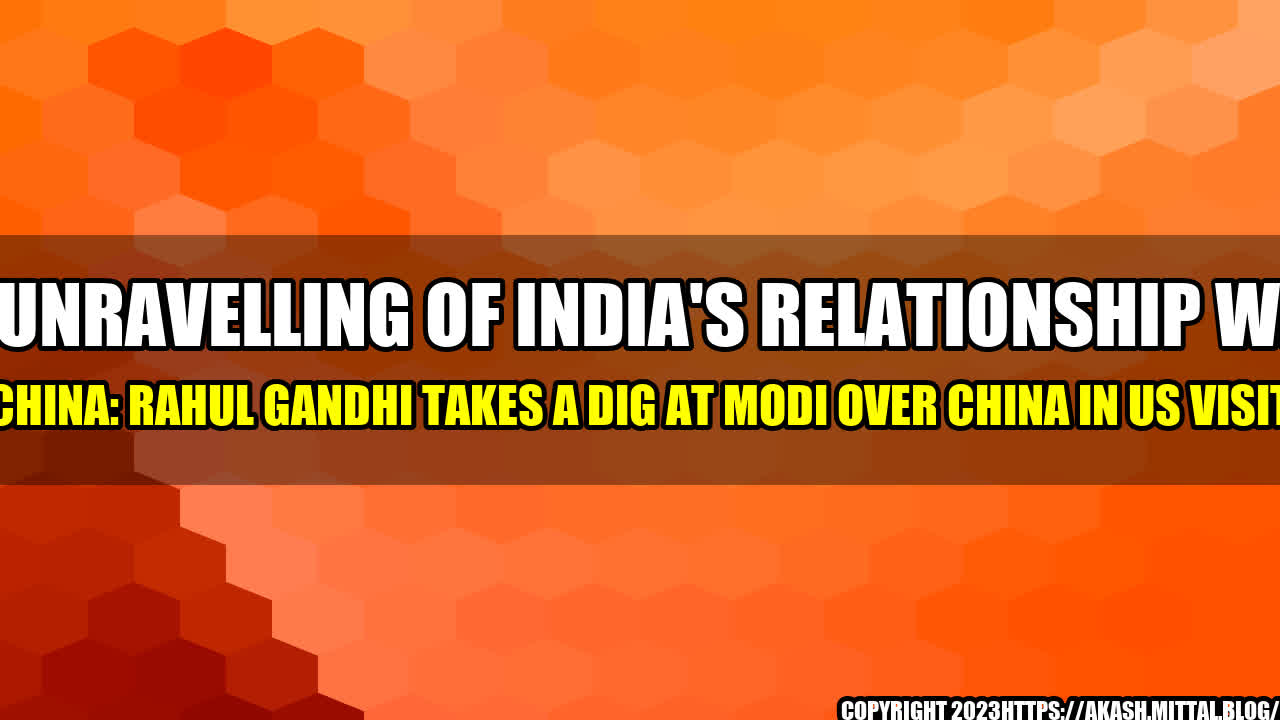 UNRAVELLING OF INDIA'S RELATIONSHIP W
CHINA: RAHUL GANDHI TAKES A DIG AT MODI OVER CHINA IN US VISIT
COPYRIGHT 2023HTTPS://AKASH.MITTAL.BLOG/